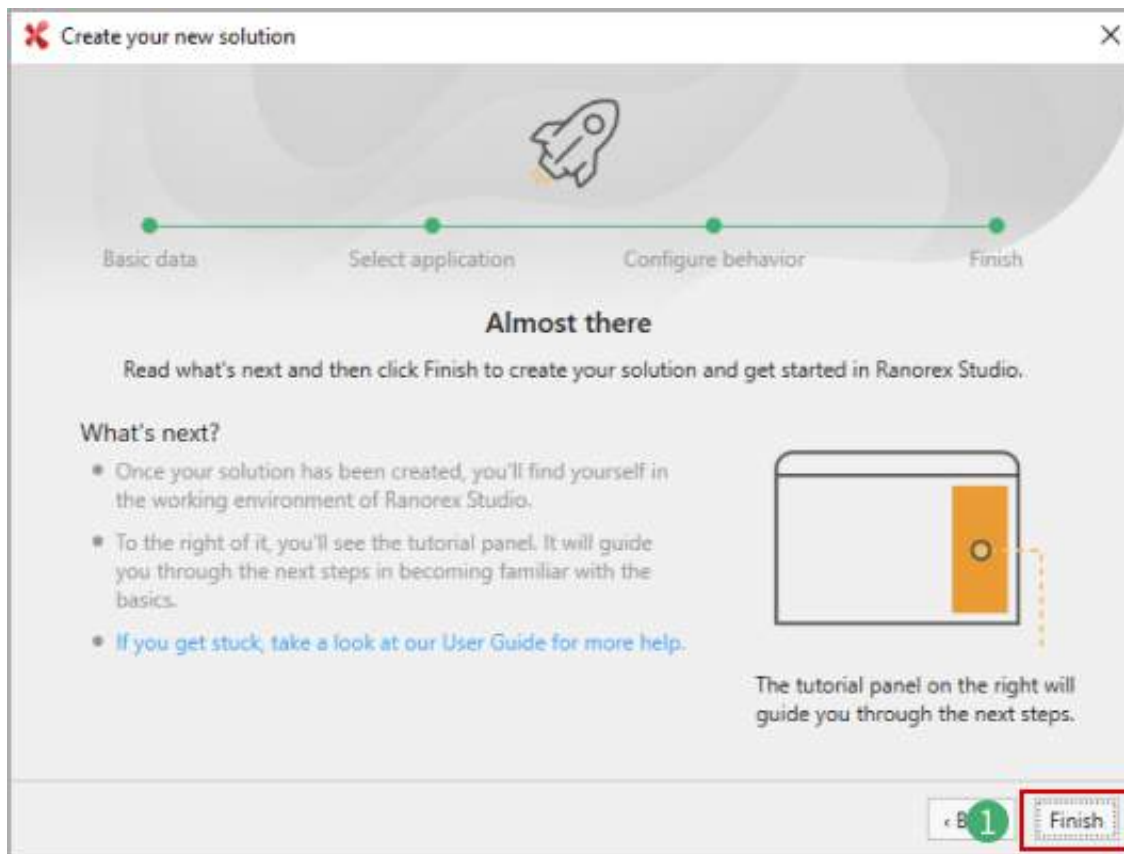 Create your new solution
Basic data
Select application
Configure behavior
Finish
Almost there
Read what's next and then click Finish to create your solution and get started in Ranorex Studio.
What's next?
Once your solution has been created, you'll find yourself in
the working environment of Ranorex Studio.
To the right of it, you'll see the tutorial panel. It will guide
you through the next steps in becoming familiar with the
basics.
If you get stuck, take a look at our User Guide for more help.
The tutorial panel on the right will
guide you through the next steps.
1
Finish